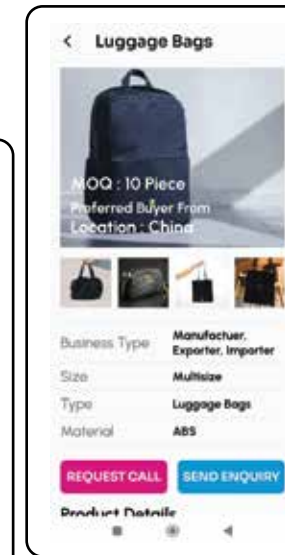 Luggage Bags
MOQ : 10 Piece
Preferred Buyer From
Location : China
Business Type Manufactuer,
Exporter, Importer
Size Multisize
Type Luggage Bags
Material ABS
REQUEST CALL SEND ENQUIRY
Product Details